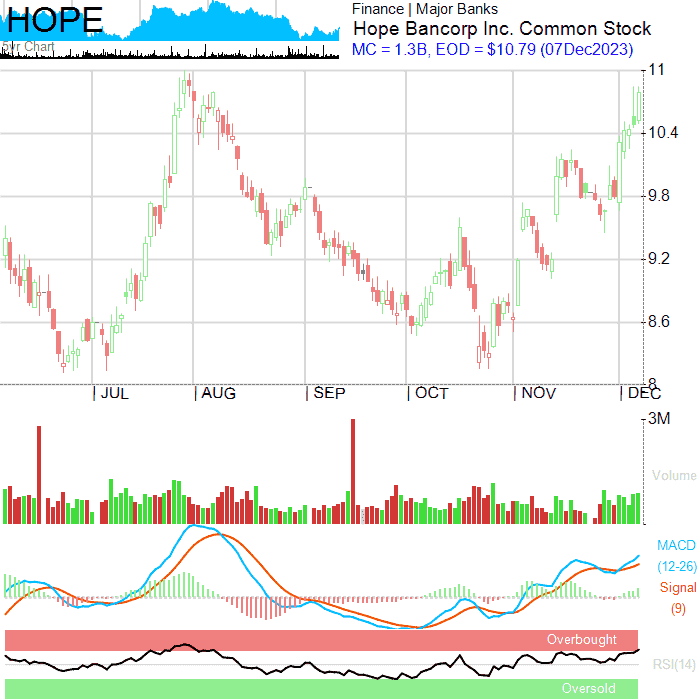 HOPE
5yr Chart
Finance | Major Banks
Hope Bancorp Inc. Common Stock
MC = 1.3B, EOD = $10.79 (07Dec2023)
11
10.4
9.8
9.2
8.6
8
JUL AUG SEP OCT NOV DEC
3M
Volume
MACD
(12-26)
Signal
(9)
Overbought
RSI(14)
Oversold